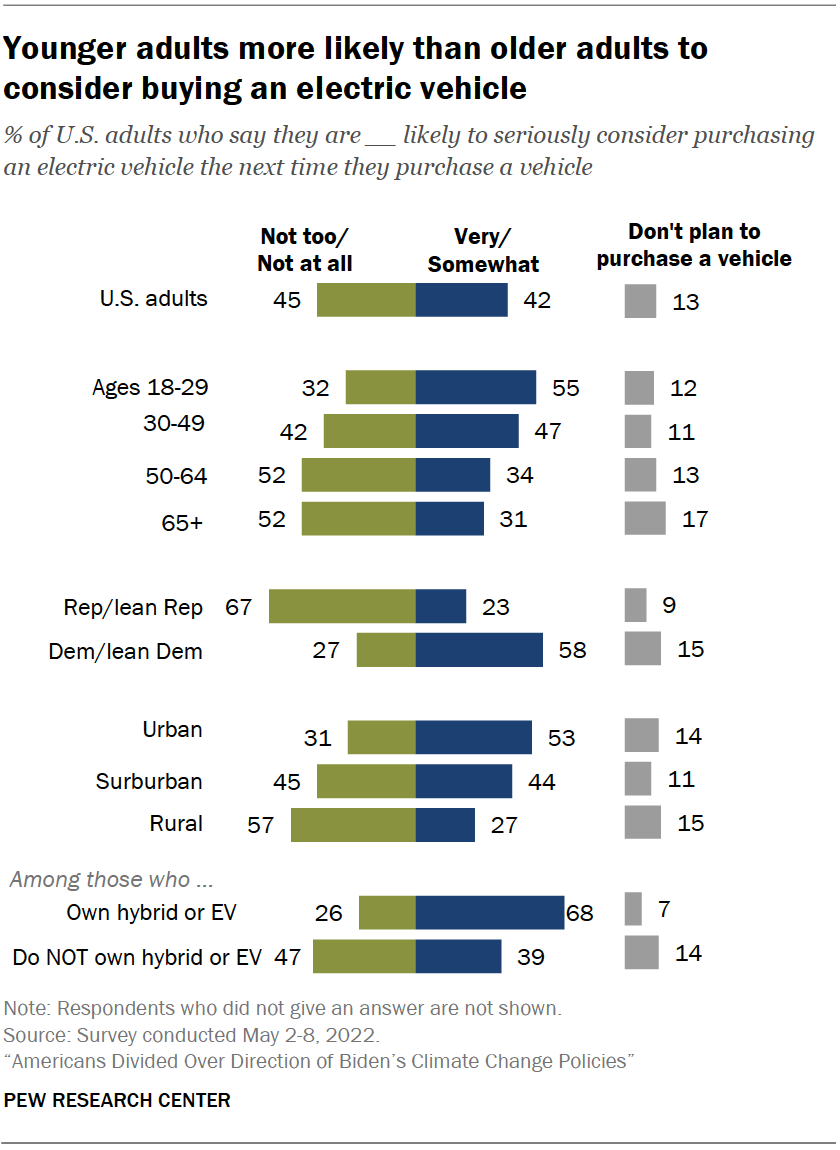 Younger adults more likely than older adults to
consider buying an electric vehicle
% of U.S. adults who say they are __ likely to seriously consider purchasing
an electric vehicle the next time they purchase a vehicle
Not too/
Not at all
Very/
Somewhat
Don't plan to
purchase a vehicle
U.S. adults 45 42 13
Ages 18-29 32 55 12
30-49 42 47 11
50-64 52 34 13
65+ 52 31 17
Rep/lean Rep 67 23 9
Dem/lean Dem 27 58 15
Urban 31 53 14
Surburban 45 44 11
Rural 57 27 15
Among those who ...
Own hybrid or EV 26 68 7
Do NOT own hybrid or EV 47 39 14
Note: Respondents who did not give an answer are not shown.
Source: Survey conducted May 2-8, 2022.
“Americans Divided Over Direction of Biden’s Climate Change Policies”
PEW RESEARCH CENTER